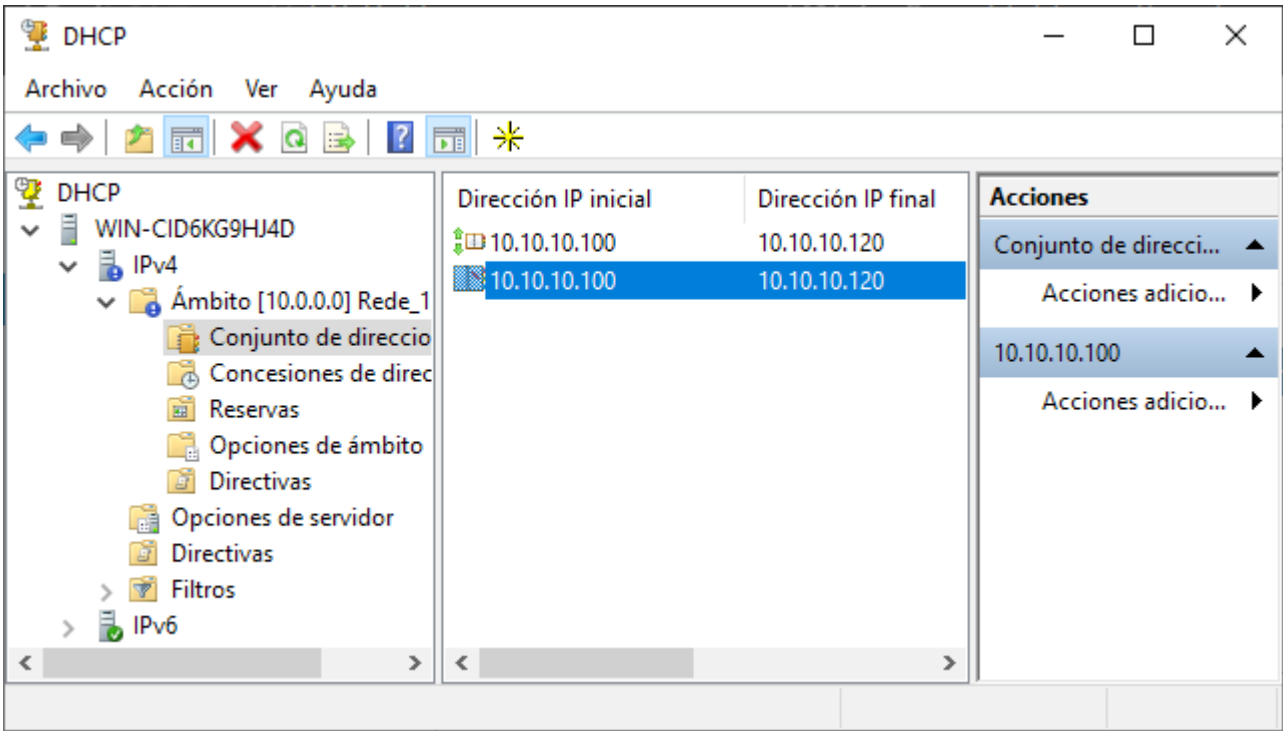 DHCP
Archivo Acción Ver Ayuda
DHCP
WIN-CID6KG9HJ4D
IPv4
Ámbito [10.0.0.0] Rede_1
Conjunto de direccio
Concesiones de direc
Reservas
Opciones de ámbito
Directivas
Opciones de servidor
Directivas
Filtros
IPv6
Dirección IP inicial Dirección IP final
10.10.10.100 10.10.10.120
10.10.10.100 10.10.10.120
Acciones
Conjunto de direcci...
Acciones adicio...
10.10.10.100
Acciones adicio...